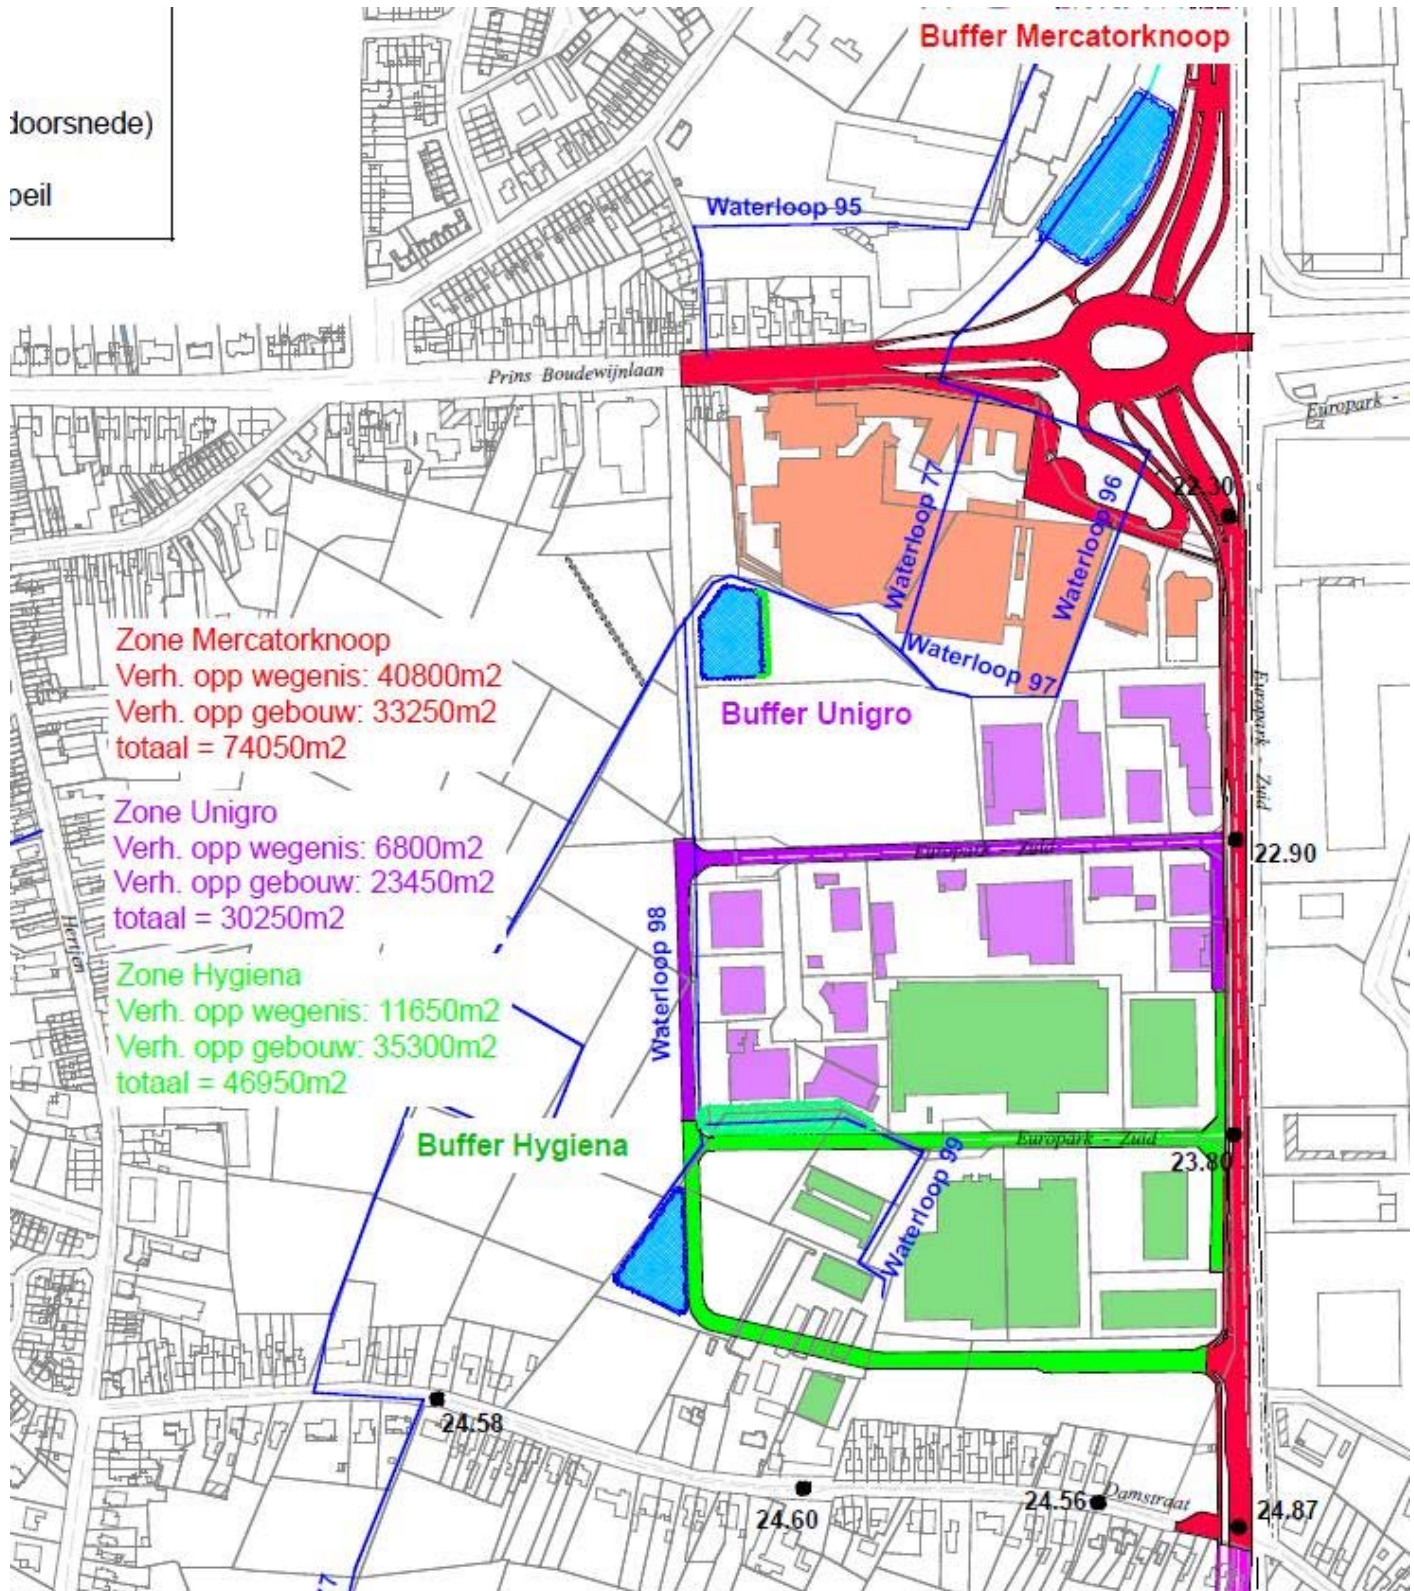 Buffer Mercatorknoop
doorsnede)
peil
Waterloop 95
Prins Boudewijnlaan
Europark -
22.30
Waterloop 77
Waterloop 96
Waterloop 97
Zone Mercatorknoop
Verh. opp wegenis: 40800m2
Verh. opp gebouw: 33250m2
totaal = 74050m2
Buffer Unigro
Europark - Zuid
Zone Unigro
Verh. opp wegenis: 6800m2
Verh. opp gebouw: 23450m2
totaal = 30250m2
Europark - Zuid
22.90
Hertjen
Waterloop 98
Zone Hygiena
Verh. opp wegenis: 11650m2
Verh. opp gebouw: 35300m2
totaal = 46950m2
Buffer Hygiena
Europark - Zuid
23.80
Waterloop 99
24.58
24.60
24.56
Damstraat
24.87
7